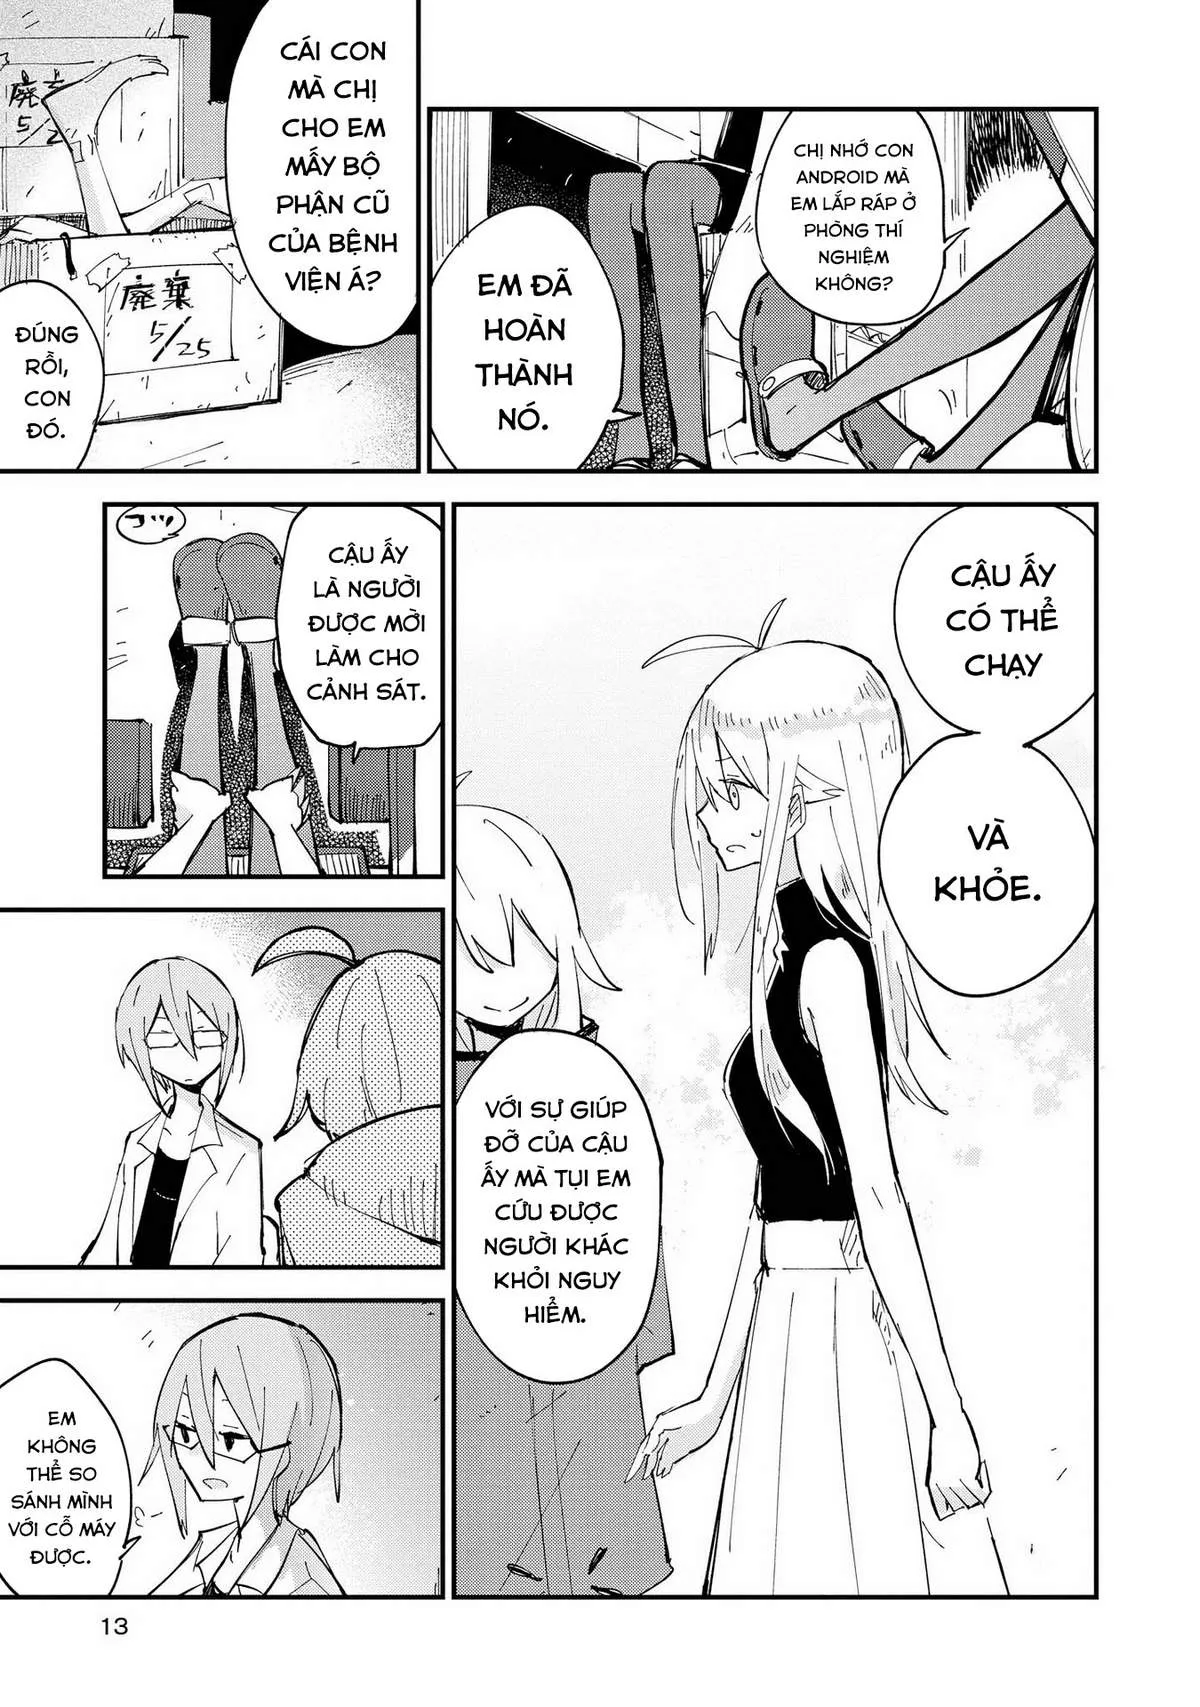 CHỊ NHỚ CON
ANDROID MÀ
EM LẮP RÁP Ở
PHÒNG THÍ
NGHIỆM
KHÔNG?
EM ĐÃ
HOÀN
THÀNH
NÓ.
CÁI CON
MÀ CHỊ
CHO EM
MẤY BỘ
PHẬN CŨ
CỦA BỆNH
VIỆN Á?
廃棄
5/25
ĐÚNG
RỒI,
CON
ĐÓ.
CẬU ẤY
CÓ THỂ
CHẠY
VÀ
KHỎE.
VỚI SỰ GIÚP
ĐỠ CỦA CẬU
ẤY MÀ TỤI EM
CỨU ĐƯỢC
NGƯỜI KHÁC
KHỎI NGUY
HIỂM.
CẬU ẤY
LÀ NGƯỜI
ĐƯỢC MỜI
LÀM CHO
CẢNH SÁT.
コツ
EM
KHÔNG
THỂ SO
SÁNH MÌNH
VỚI CỖ MÁY
ĐƯỢC.
13